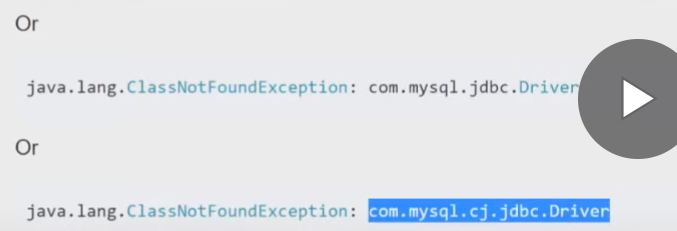 Or
java.lang.ClassNotFoundException: com.mysql.jdbc.Driver
Or
java.lang.ClassNotFoundException: com.mysql.cj.jdbc.Driver